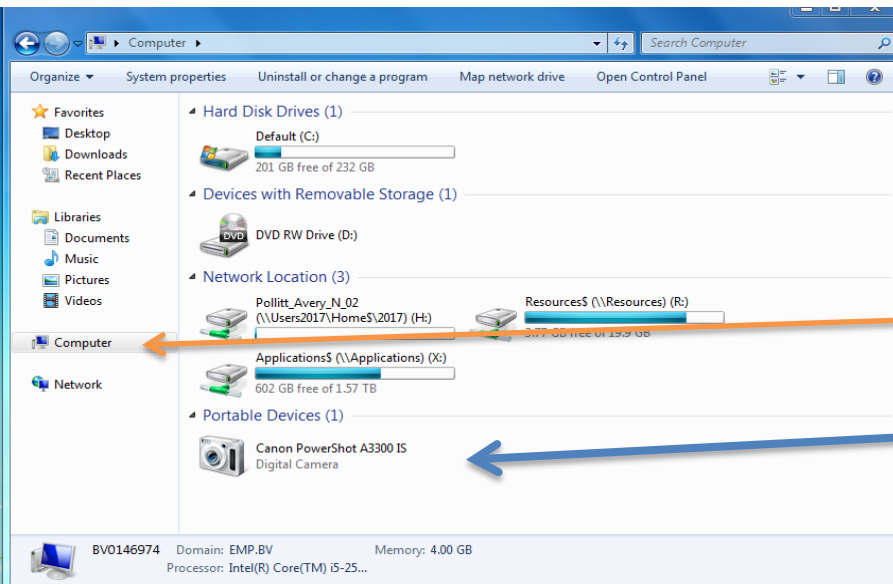 Computer
Search Computer
Organize
System properties
Uninstall or change a program
Map network drive
Open Control Panel
Favorites
Desktop
Downloads
Recent Places
Libraries
Documents
Music
Pictures
Videos
Computer
Network
Hard Disk Drives (1)
Default (C:)
201 GB free of 232 GB
Devices with Removable Storage (1)
DVD
DVD RW Drive (D:)
Network Location (3)
Pollitt_Avery_N_02
(\\Users2017\Home$\2017) (H:)
Resources$ (\\Resources) (R:)
3.77 GB free of 19.9 GB
Applications$ (\\Applications) (X:)
602 GB free of 1.57 TB
Portable Devices (1)
Canon PowerShot A3300 IS
Digital Camera
BV0146974 Domain: EMP.BV Memory: 4.00 GB
Processor: Intel(R) Core(TM) i5-25...